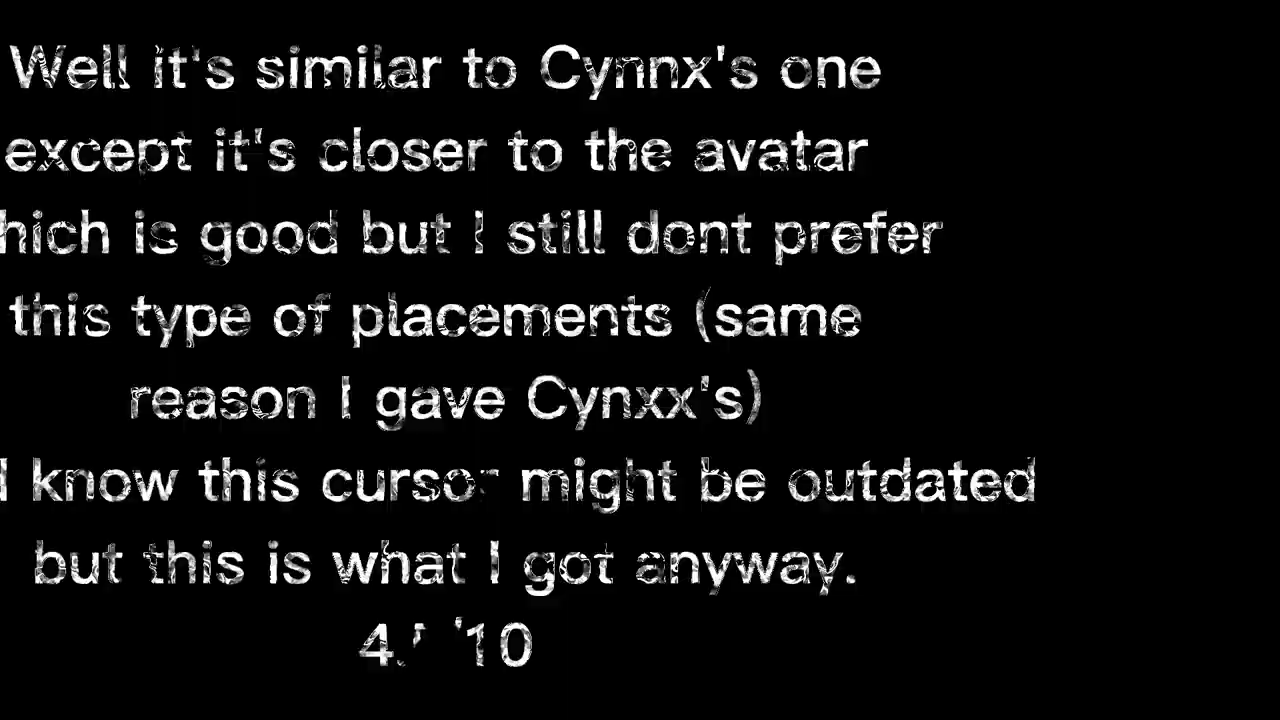 Well it's similar to Cynnx's one
except it's closer to the avatar
hich is good but I still dont prefer
this type of placements (same
reason I gave Cynxx's)
I know this cursor might be outdated
but this is what I got anyway.